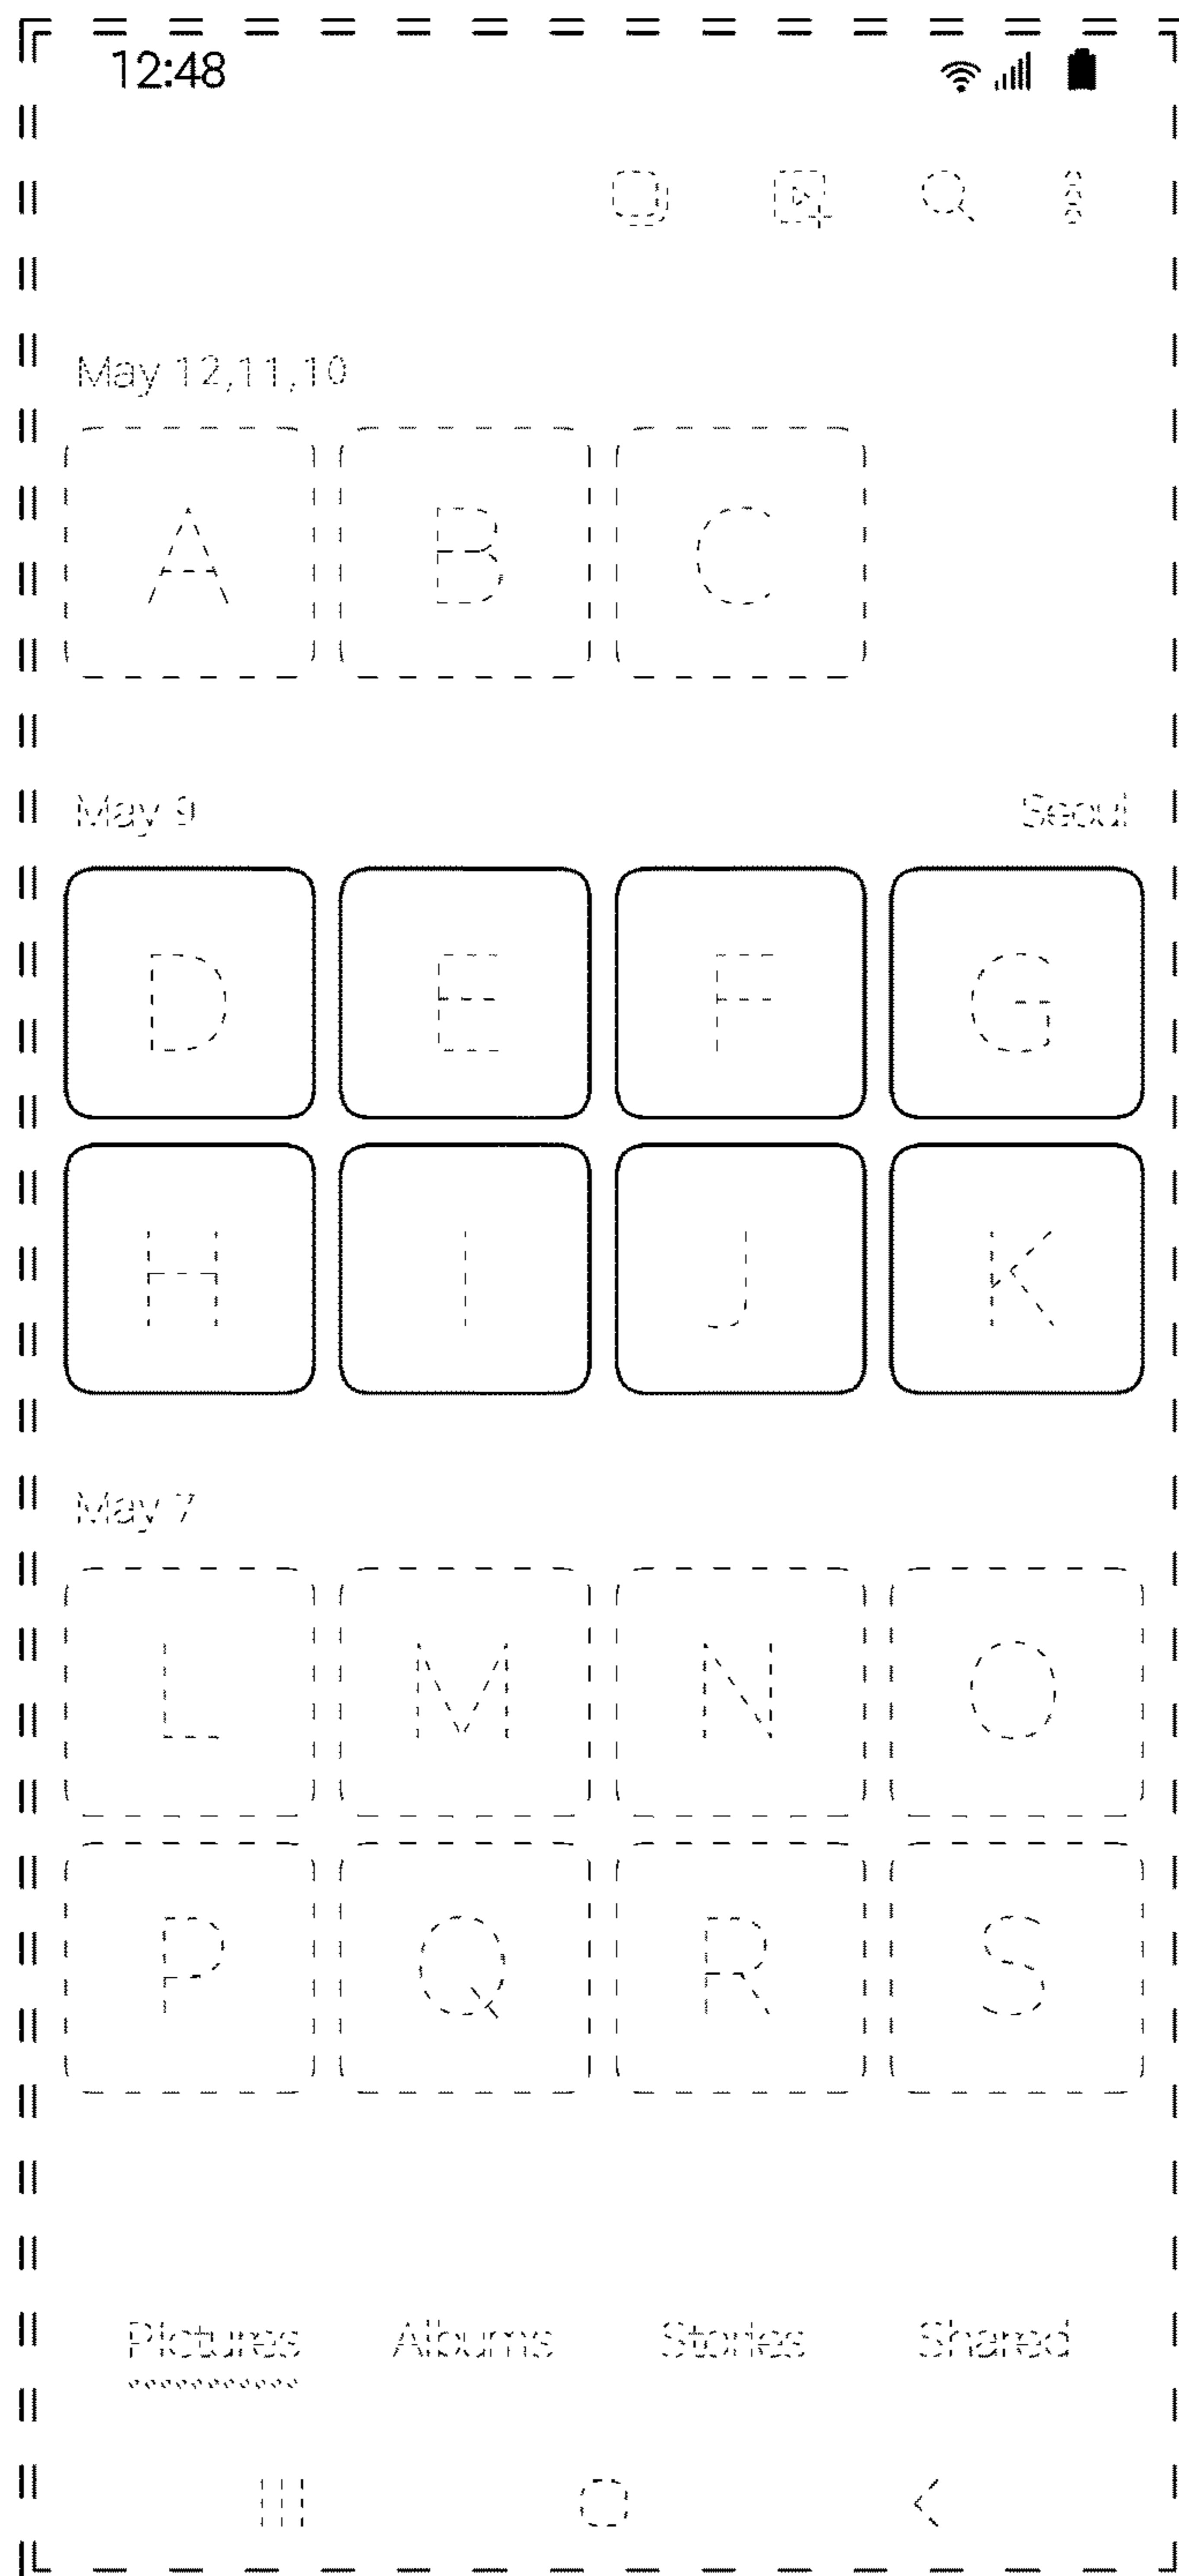 12:48
May 12,11,10
A B C
May 9 Seoul
D E F G
H I J K
May 7
L M N O
P Q R S
Pictures Albums Stories Shared